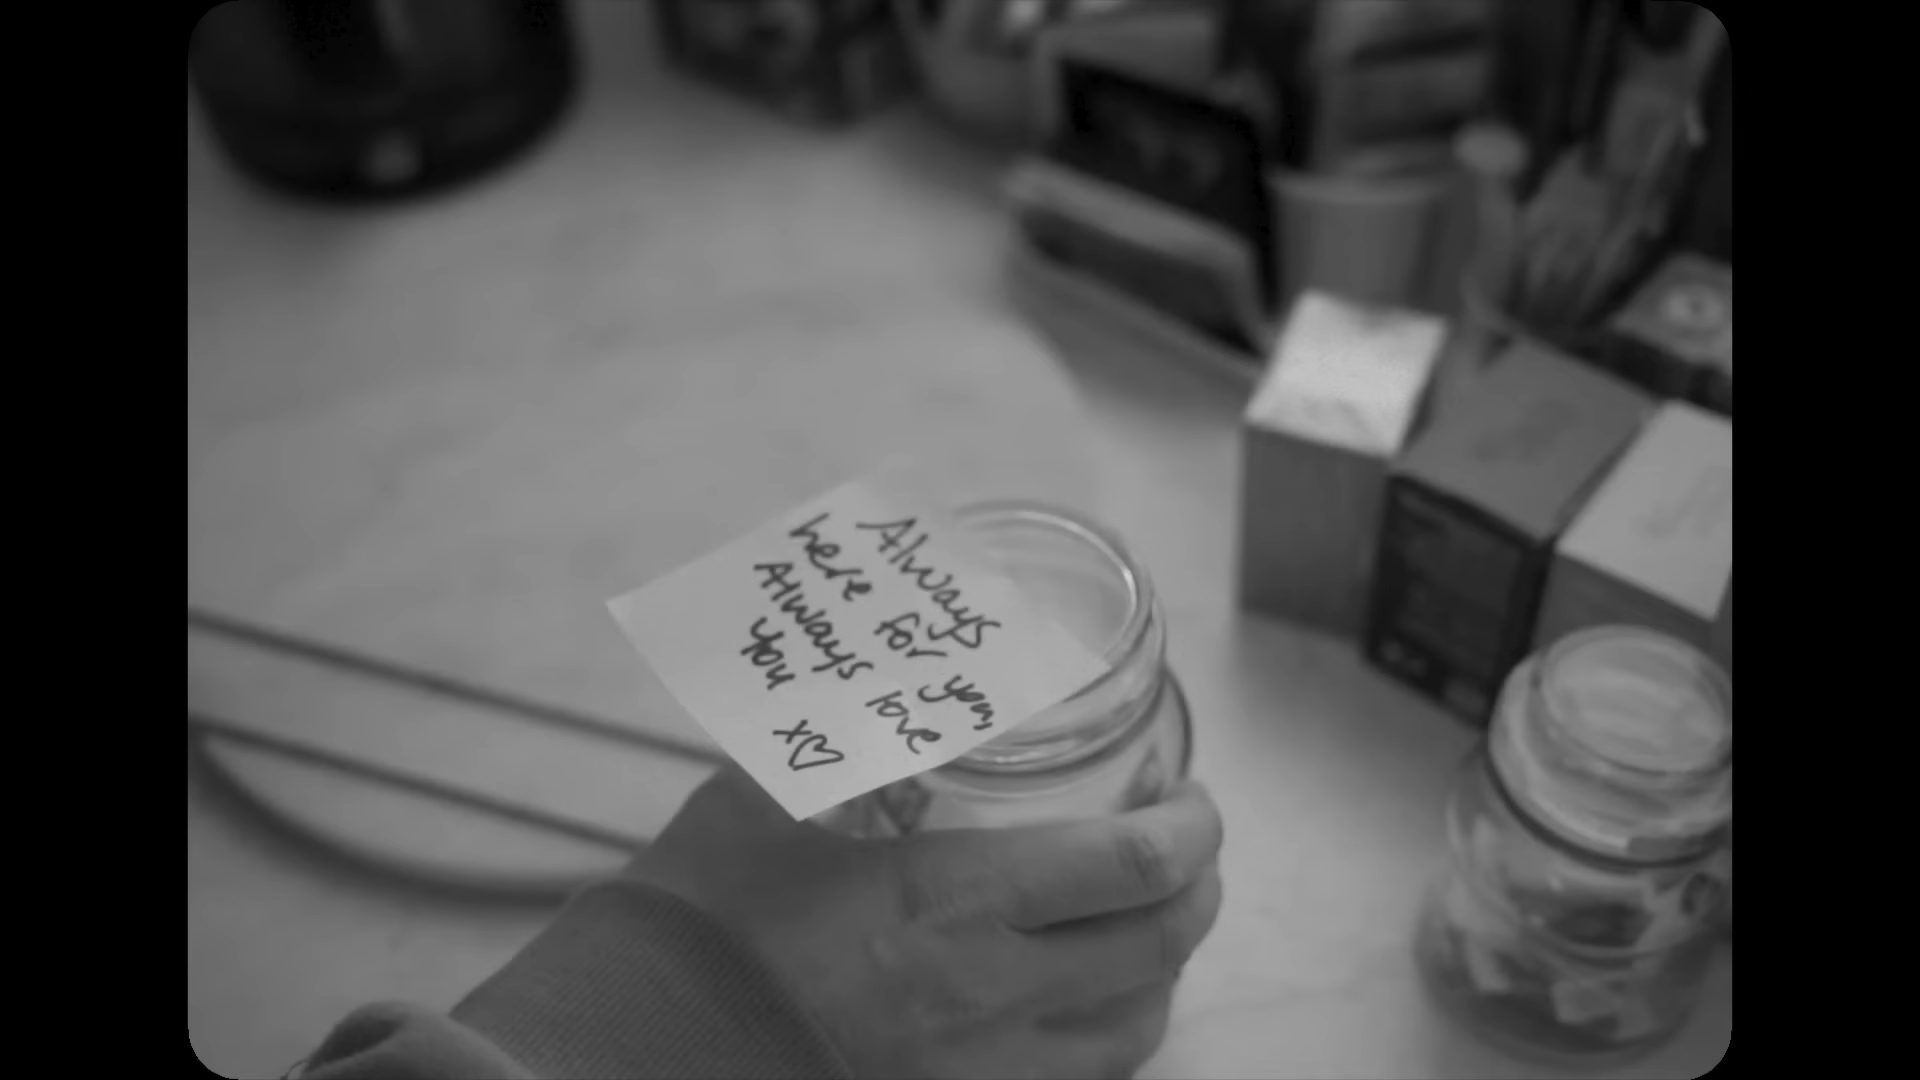 Always
here for you,
Always love
you
x♡